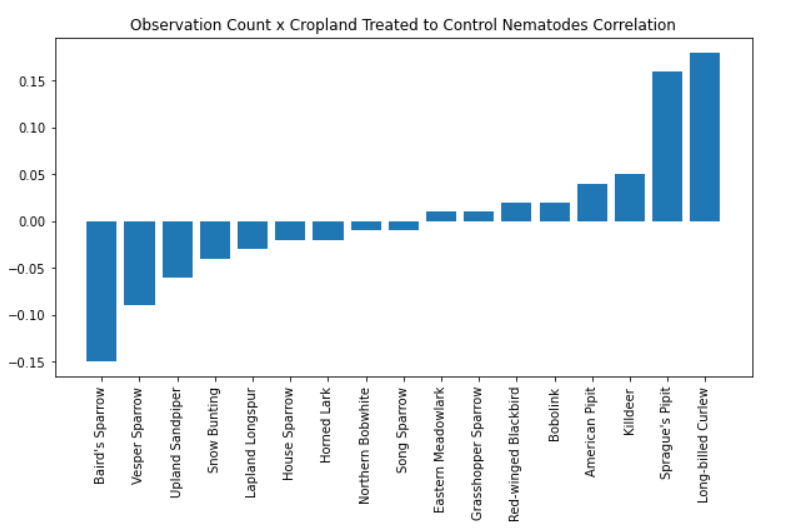 Observation Count x Cropland Treated to Control Nematodes Correlation
0.15
0.10
0.05
0.00
−0.05
−0.10
−0.15
Baird's Sparrow
Vesper Sparrow
Upland Sandpiper
Snow Bunting
Lapland Longspur
House Sparrow
Horned Lark
Northern Bobwhite
Song Sparrow
Eastern Meadowlark
Grasshopper Sparrow
Red-winged Blackbird
Bobolink
American Pipit
Killdeer
Sprague's Pipit
Long-billed Curlew